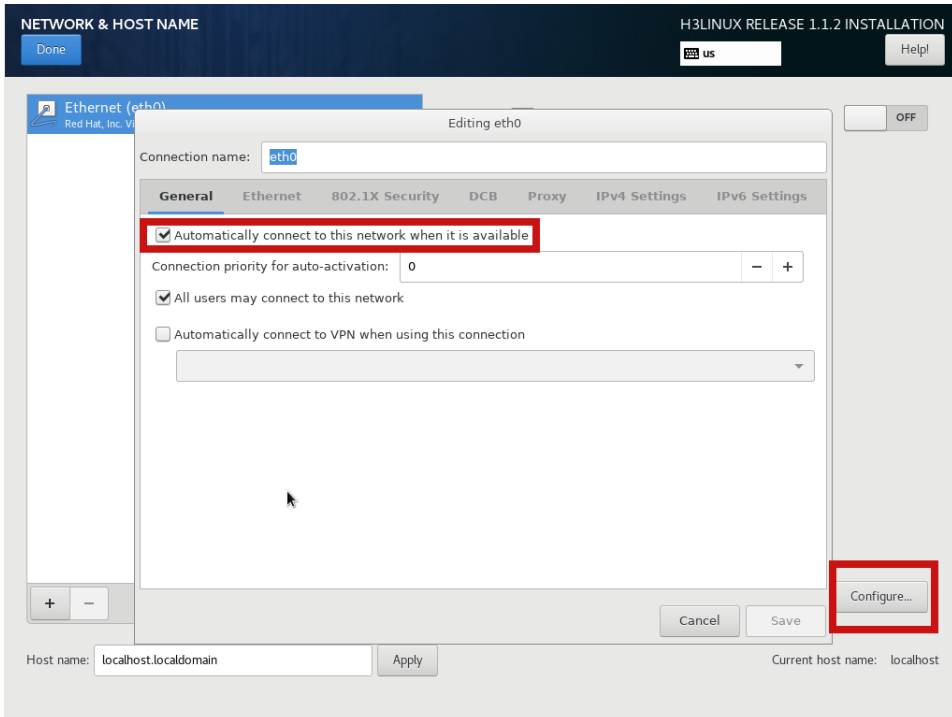 NETWORK & HOST NAME
H3LINUX RELEASE 1.1.2 INSTALLATION
Done
us
Help!
Ethernet (eth0)
Red Hat, Inc. Vi
OFF
Editing eth0
Connection name: eth0
General Ethernet 802.1X Security DCB Proxy IPv4 Settings IPv6 Settings
Automatically connect to this network when it is available
Connection priority for auto-activation: 0 − +
All users may connect to this network
Automatically connect to VPN when using this connection
+ −
Configure...
Cancel Save
Host name: localhost.localdomain Apply Current host name: localhost